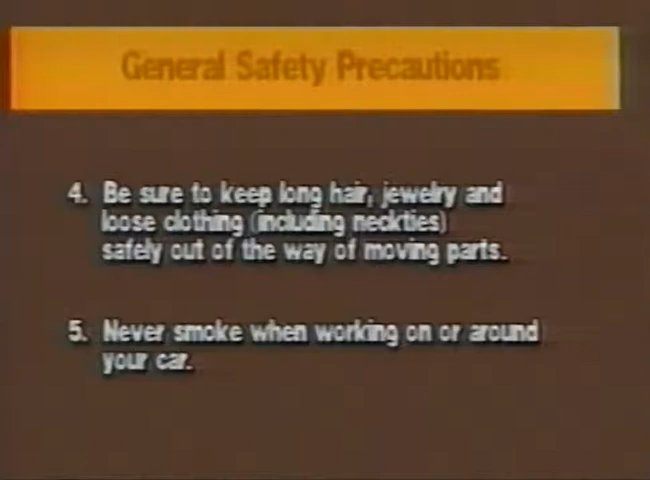 General Safety Precautions
4. Be sure to keep long hair, jewelry and
loose clothing (including neckties)
safely out of the way of moving parts.
5. Never smoke when working on or around
your car.